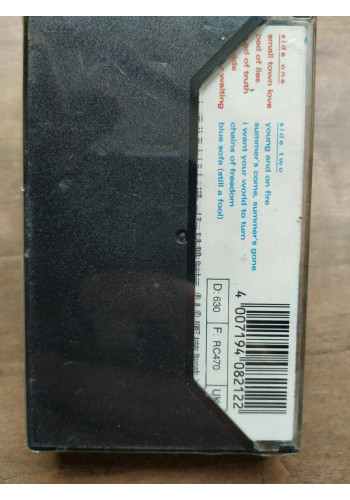 side one
small town love
bed of lies
ed of truth
de
waiting
side two
young and on fire
summer's come, summer's gone
i want your world to turn
chains of freedom
blue sofa (still a fool)
D: 630
F: RC470
4 007194 082122